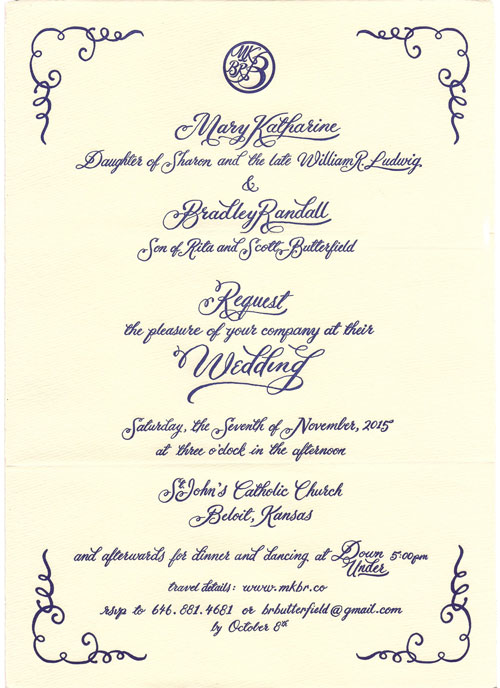 MK
BR B
Mary Katharine
Daughter of Sharon and the late William R Ludwig
&
Bradley Randall
Son of Rita and Scott Butterfield
Request
the pleasure of your company at their
Wedding
Saturday, the Seventh of November, 2015
at three o'clock in the afternoon
St John's Catholic Church
Beloit, Kansas
and afterwards for dinner and dancing at Down Under 5:00pm
travel details: www.mkbr.co
rsvp to 646.881.4681 or brbutterfield@gmail.com
by October 8th